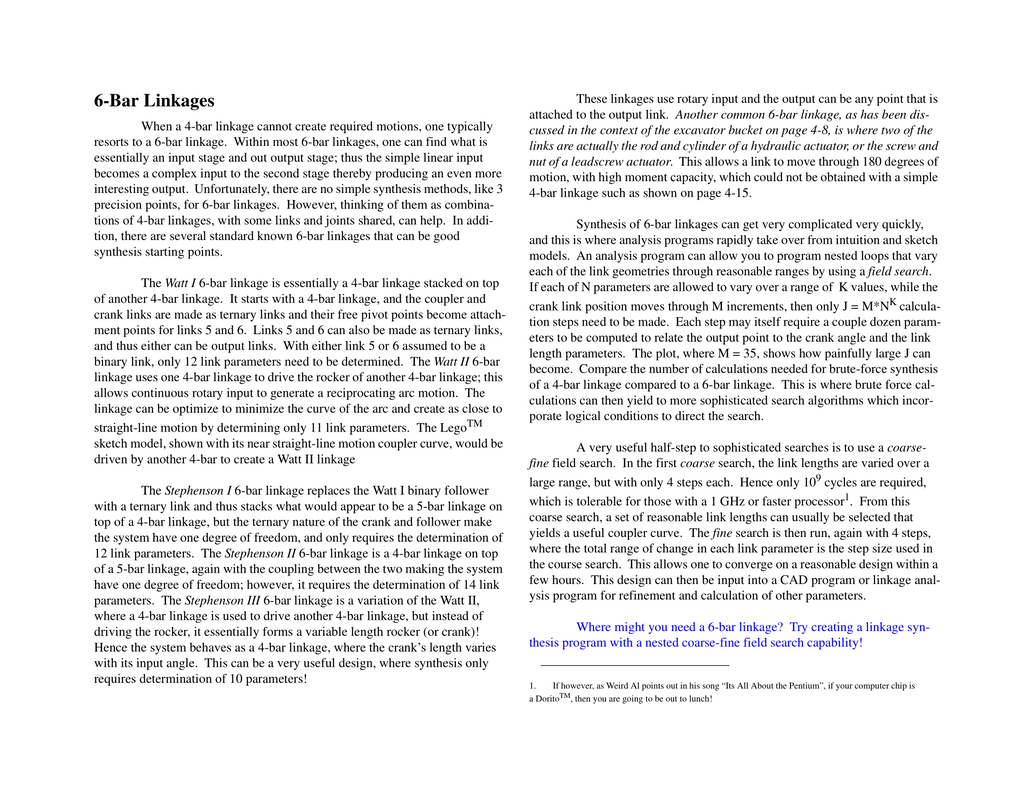 6-Bar Linkages
When a 4-bar linkage cannot create required motions, one typically
resorts to a 6-bar linkage. Within most 6-bar linkages, one can find what is
essentially an input stage and out output stage; thus the simple linear input
becomes a complex input to the second stage thereby producing an even more
interesting output. Unfortunately, there are no simple synthesis methods, like 3
precision points, for 6-bar linkages. However, thinking of them as combina-
tions of 4-bar linkages, with some links and joints shared, can help. In addi-
tion, there are several standard known 6-bar linkages that can be good
synthesis starting points.
The Watt I 6-bar linkage is essentially a 4-bar linkage stacked on top
of another 4-bar linkage. It starts with a 4-bar linkage, and the coupler and
crank links are made as ternary links and their free pivot points become attach-
ment points for links 5 and 6. Links 5 and 6 can also be made as ternary links,
and thus either can be output links. With either link 5 or 6 assumed to be a
binary link, only 12 link parameters need to be determined. The Watt II 6-bar
linkage uses one 4-bar linkage to drive the rocker of another 4-bar linkage; this
allows continuous rotary input to generate a reciprocating arc motion. The
linkage can be optimize to minimize the curve of the arc and create as close to
straight-line motion by determining only 11 link parameters. The Lego™
sketch model, shown with its near straight-line motion coupler curve, would be
driven by another 4-bar to create a Watt II linkage
The Stephenson I 6-bar linkage replaces the Watt I binary follower
with a ternary link and thus stacks what would appear to be a 5-bar linkage on
top of a 4-bar linkage, but the ternary nature of the crank and follower make
the system have one degree of freedom, and only requires the determination of
12 link parameters. The Stephenson II 6-bar linkage is a 4-bar linkage on top
of a 5-bar linkage, again with the coupling between the two making the system
have one degree of freedom; however, it requires the determination of 14 link
parameters. The Stephenson III 6-bar linkage is a variation of the Watt II,
where a 4-bar linkage is used to drive another 4-bar linkage, but instead of
driving the rocker, it essentially forms a variable length rocker (or crank)!
Hence the system behaves as a 4-bar linkage, where the crank's length varies
with its input angle. This can be a very useful design, where synthesis only
requires determination of 10 parameters!
These linkages use rotary input and the output can be any point that is
attached to the output link. Another common 6-bar linkage, as has been dis-
cussed in the context of the excavator bucket on page 4-8, is where two of the
links are actually the rod and cylinder of a hydraulic actuator, or the screw and
nut of a leadscrew actuator. This allows a link to move through 180 degrees of
motion, with high moment capacity, which could not be obtained with a simple
4-bar linkage such as shown on page 4-15.
Synthesis of 6-bar linkages can get very complicated very quickly,
and this is where analysis programs rapidly take over from intuition and sketch
models. An analysis program can allow you to program nested loops that vary
each of the link geometries through reasonable ranges by using a field search.
If each of N parameters are allowed to vary over a range of K values, while the
crank link position moves through M increments, then only J = M*N^K calcula-
tion steps need to be made. Each step may itself require a couple dozen param-
eters to be computed to relate the output point to the crank angle and the link
length parameters. The plot, where M = 35, shows how painfully large J can
become. Compare the number of calculations needed for brute-force synthesis
of a 4-bar linkage compared to a 6-bar linkage. This is where brute force cal-
culations can then yield to more sophisticated search algorithms which incor-
porate logical conditions to direct the search.
A very useful half-step to sophisticated searches is to use a coarse-
fine field search. In the first coarse search, the link lengths are varied over a
large range, but with only 4 steps each. Hence only 10⁹ cycles are required,
which is tolerable for those with a 1 GHz or faster processor¹. From this
coarse search, a set of reasonable link lengths can usually be selected that
yields a useful coupler curve. The fine search is then run, again with 4 steps,
where the total range of change in each link parameter is the step size used in
the course search. This allows one to converge on a reasonable design within a
few hours. This design can then be input into a CAD program or linkage anal-
ysis program for refinement and calculation of other parameters.
Where might you need a 6-bar linkage? Try creating a linkage syn-
thesis program with a nested coarse-fine field search capability!
1. If however, as Weird Al points out in his song “Its All About the Pentium”, if your computer chip is
a Dorito™, then you are going to be out to lunch!